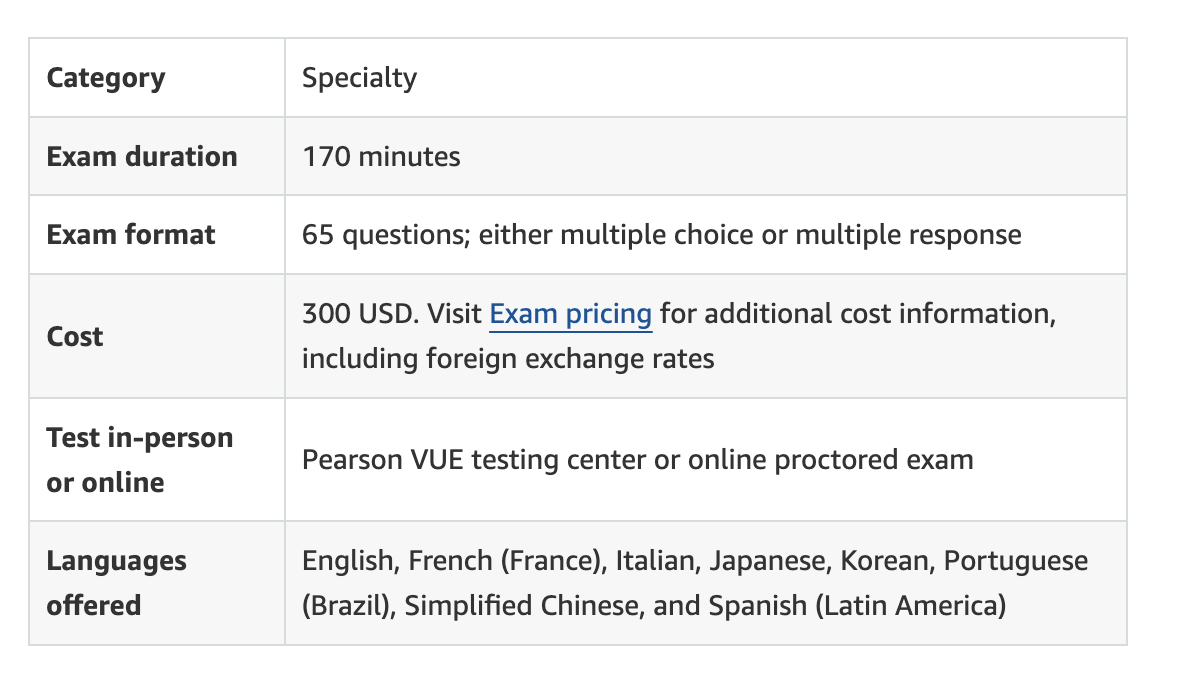 Category
Specialty
Exam duration
170 minutes
Exam format
65 questions; either multiple choice or multiple response
Cost
300 USD. Visit Exam pricing for additional cost information,
including foreign exchange rates
Test in-person
or online
Pearson VUE testing center or online proctored exam
Languages
offered
English, French (France), Italian, Japanese, Korean, Portuguese
(Brazil), Simplified Chinese, and Spanish (Latin America)